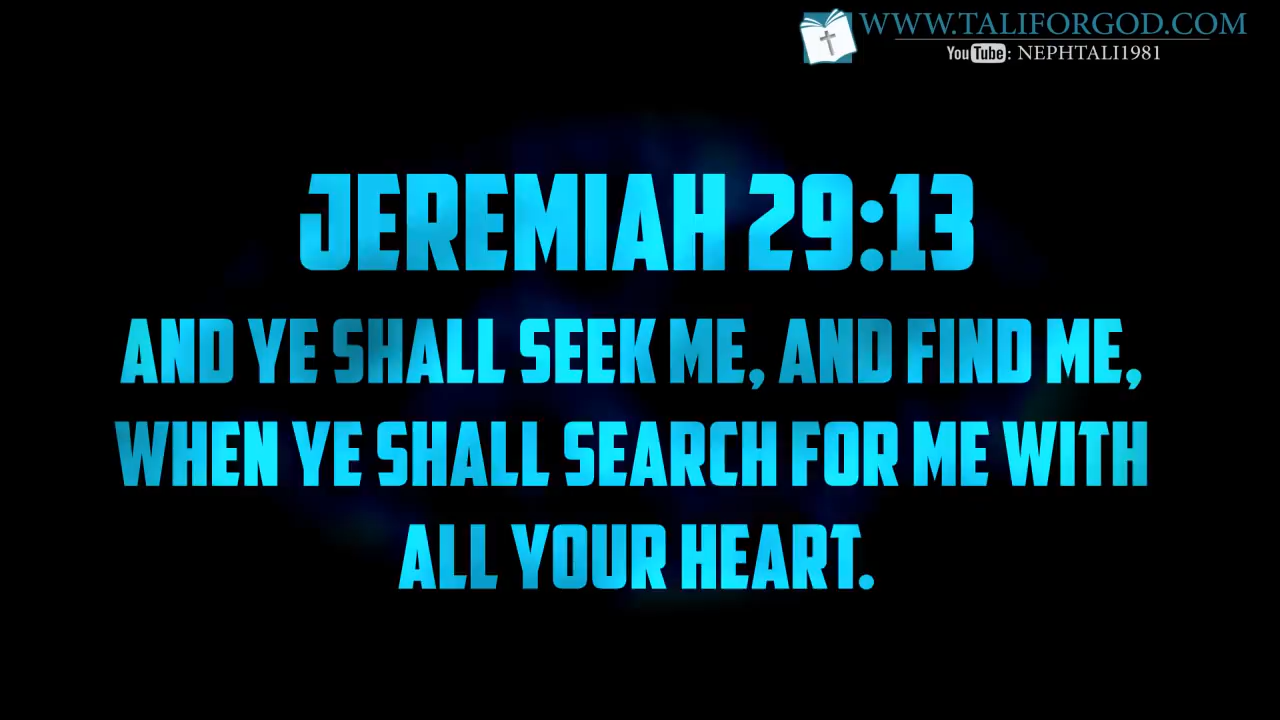 WWW.TALIFORGOD.COM
YouTube: NEPHTALI1981
JEREMIAH 29:13
AND YE SHALL SEEK ME, AND FIND ME,
WHEN YE SHALL SEARCH FOR ME WITH
ALL YOUR HEART.